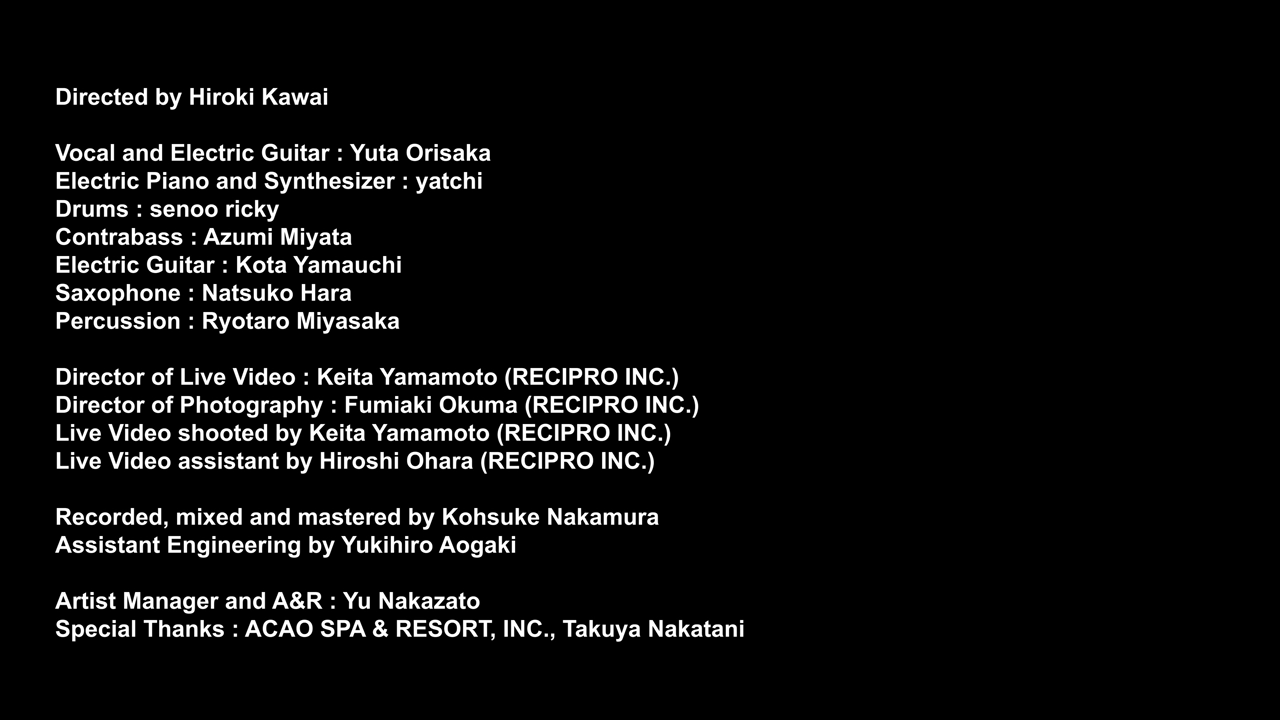 Directed by Hiroki Kawai
Vocal and Electric Guitar : Yuta Orisaka
Electric Piano and Synthesizer : yatchi
Drums : senoo ricky
Contrabass : Azumi Miyata
Electric Guitar : Kota Yamauchi
Saxophone : Natsuko Hara
Percussion : Ryotaro Miyasaka
Director of Live Video : Keita Yamamoto (RECIPRO INC.)
Director of Photography : Fumiaki Okuma (RECIPRO INC.)
Live Video shooted by Keita Yamamoto (RECIPRO INC.)
Live Video assistant by Hiroshi Ohara (RECIPRO INC.)
Recorded, mixed and mastered by Kohsuke Nakamura
Assistant Engineering by Yukihiro Aogaki
Artist Manager and A&R : Yu Nakazato
Special Thanks : ACAO SPA & RESORT, INC., Takuya Nakatani